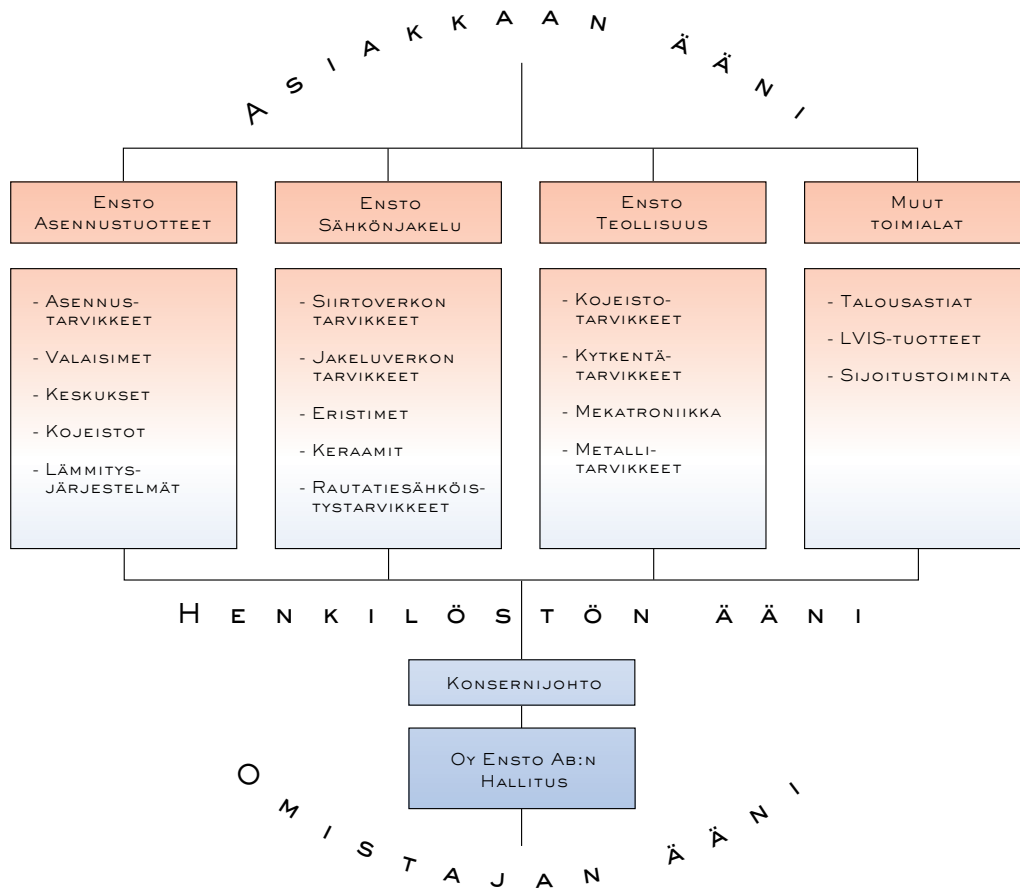 Asiakkaan ääni
Ensto
Asennustuotteet
Ensto
Sähkönjakelu
Ensto
Teollisuus
Muut
toimialat
- Asennus-
tarvikkeet
- Valaisimet
- Keskukset
- Kojeistot
- Lämmitys-
järjestelmät
- Siirtoverkon
tarvikkeet
- Jakeluverkon
tarvikkeet
- Eristimet
- Keraamit
- Rautatiesähköis-
tystarvikkeet
- Kojeisto-
tarvikkeet
- Kytkentä-
tarvikkeet
- Mekatroniikka
- Metalli-
tarvikkeet
- Talousastiat
- LVIS-tuotteet
- Sijoitustoiminta
Henkilöstön ääni
Konsernijohto
Oy Ensto Ab:n
Hallitus
Omistajan ääni